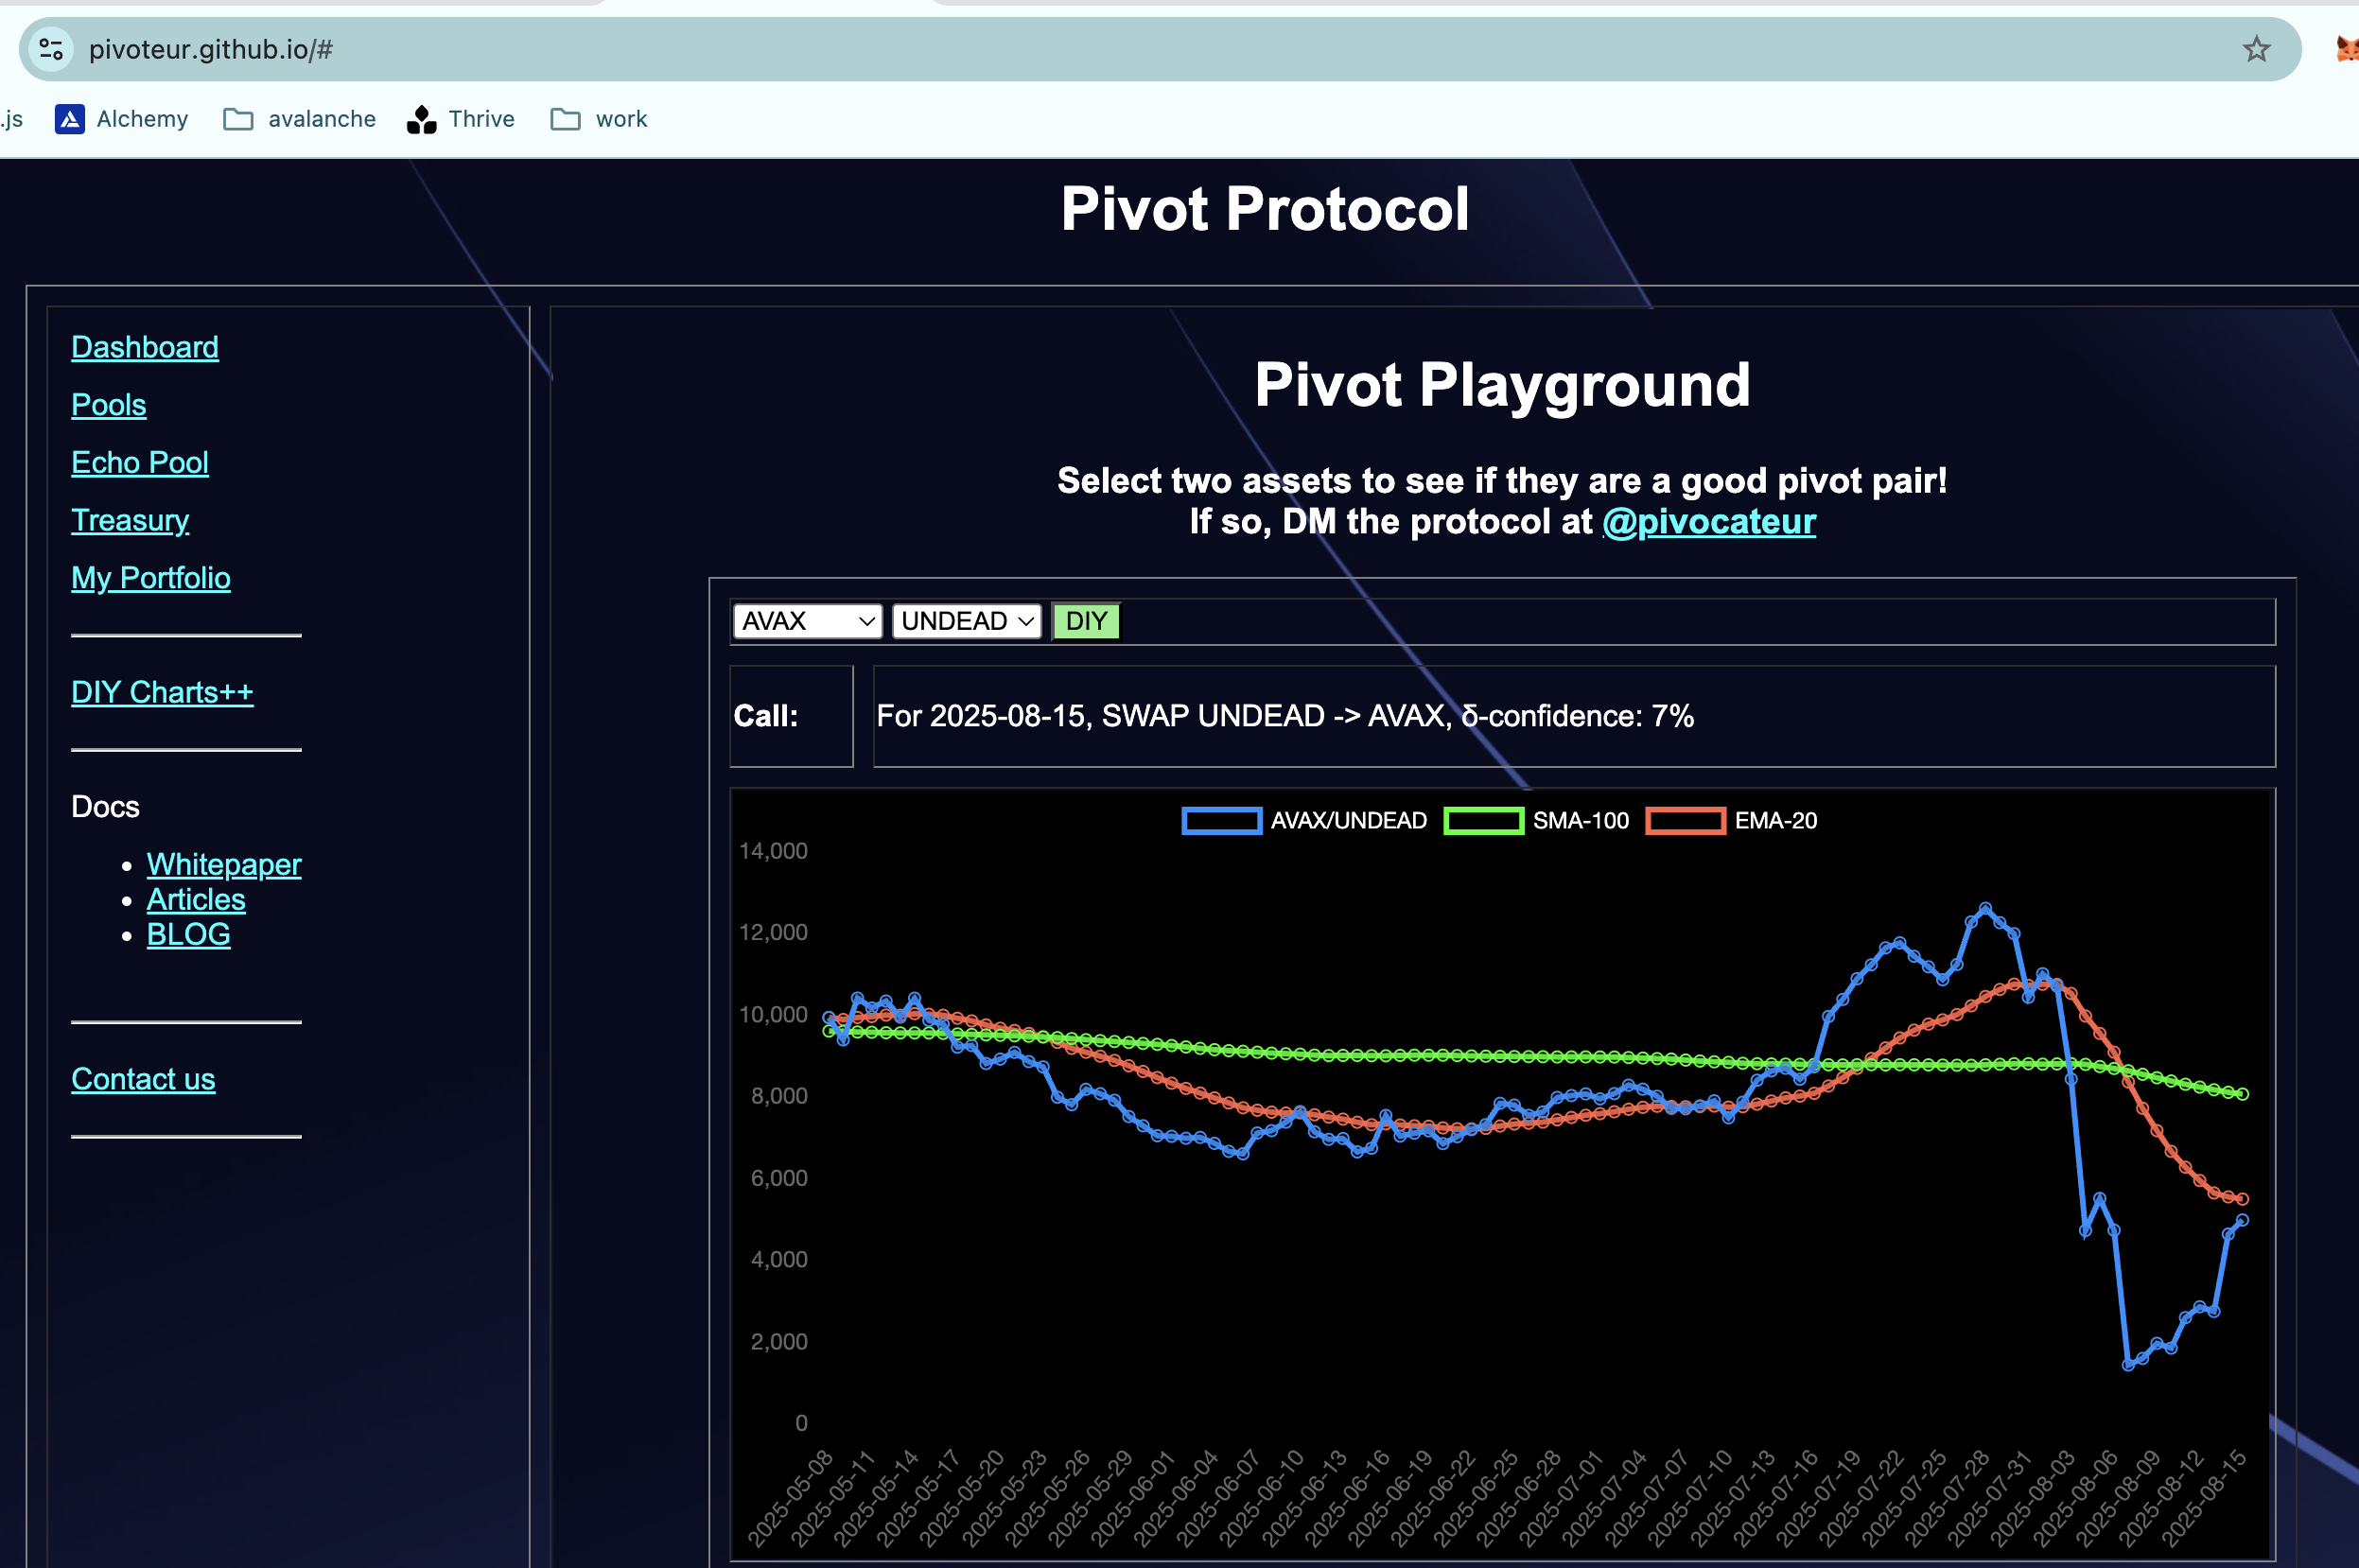 pivoteur.github.io/#
.js Alchemy avalanche Thrive work
Pivot Protocol
Dashboard
Pools
Echo Pool
Treasury
My Portfolio
DIY Charts++
Docs
Whitepaper
Articles
BLOG
Contact us
Pivot Playground
Select two assets to see if they are a good pivot pair!
If so, DM the protocol at @pivocateur
AVAX UNDEAD DIY
Call: For 2025-08-15, SWAP UNDEAD -> AVAX, δ-confidence: 7%
AVAX/UNDEAD SMA-100 EMA-20
14,000
12,000
10,000
8,000
6,000
4,000
2,000
0
2025-05-08 2025-05-11 2025-05-14 2025-05-17 2025-05-20 2025-05-23 2025-05-26 2025-05-29 2025-06-01 2025-06-04 2025-06-07 2025-06-10 2025-06-13 2025-06-16 2025-06-19 2025-06-22 2025-06-25 2025-06-28 2025-07-01 2025-07-04 2025-07-07 2025-07-10 2025-07-13 2025-07-16 2025-07-19 2025-07-22 2025-07-25 2025-07-28 2025-07-31 2025-08-03 2025-08-06 2025-08-09 2025-08-12 2025-08-15